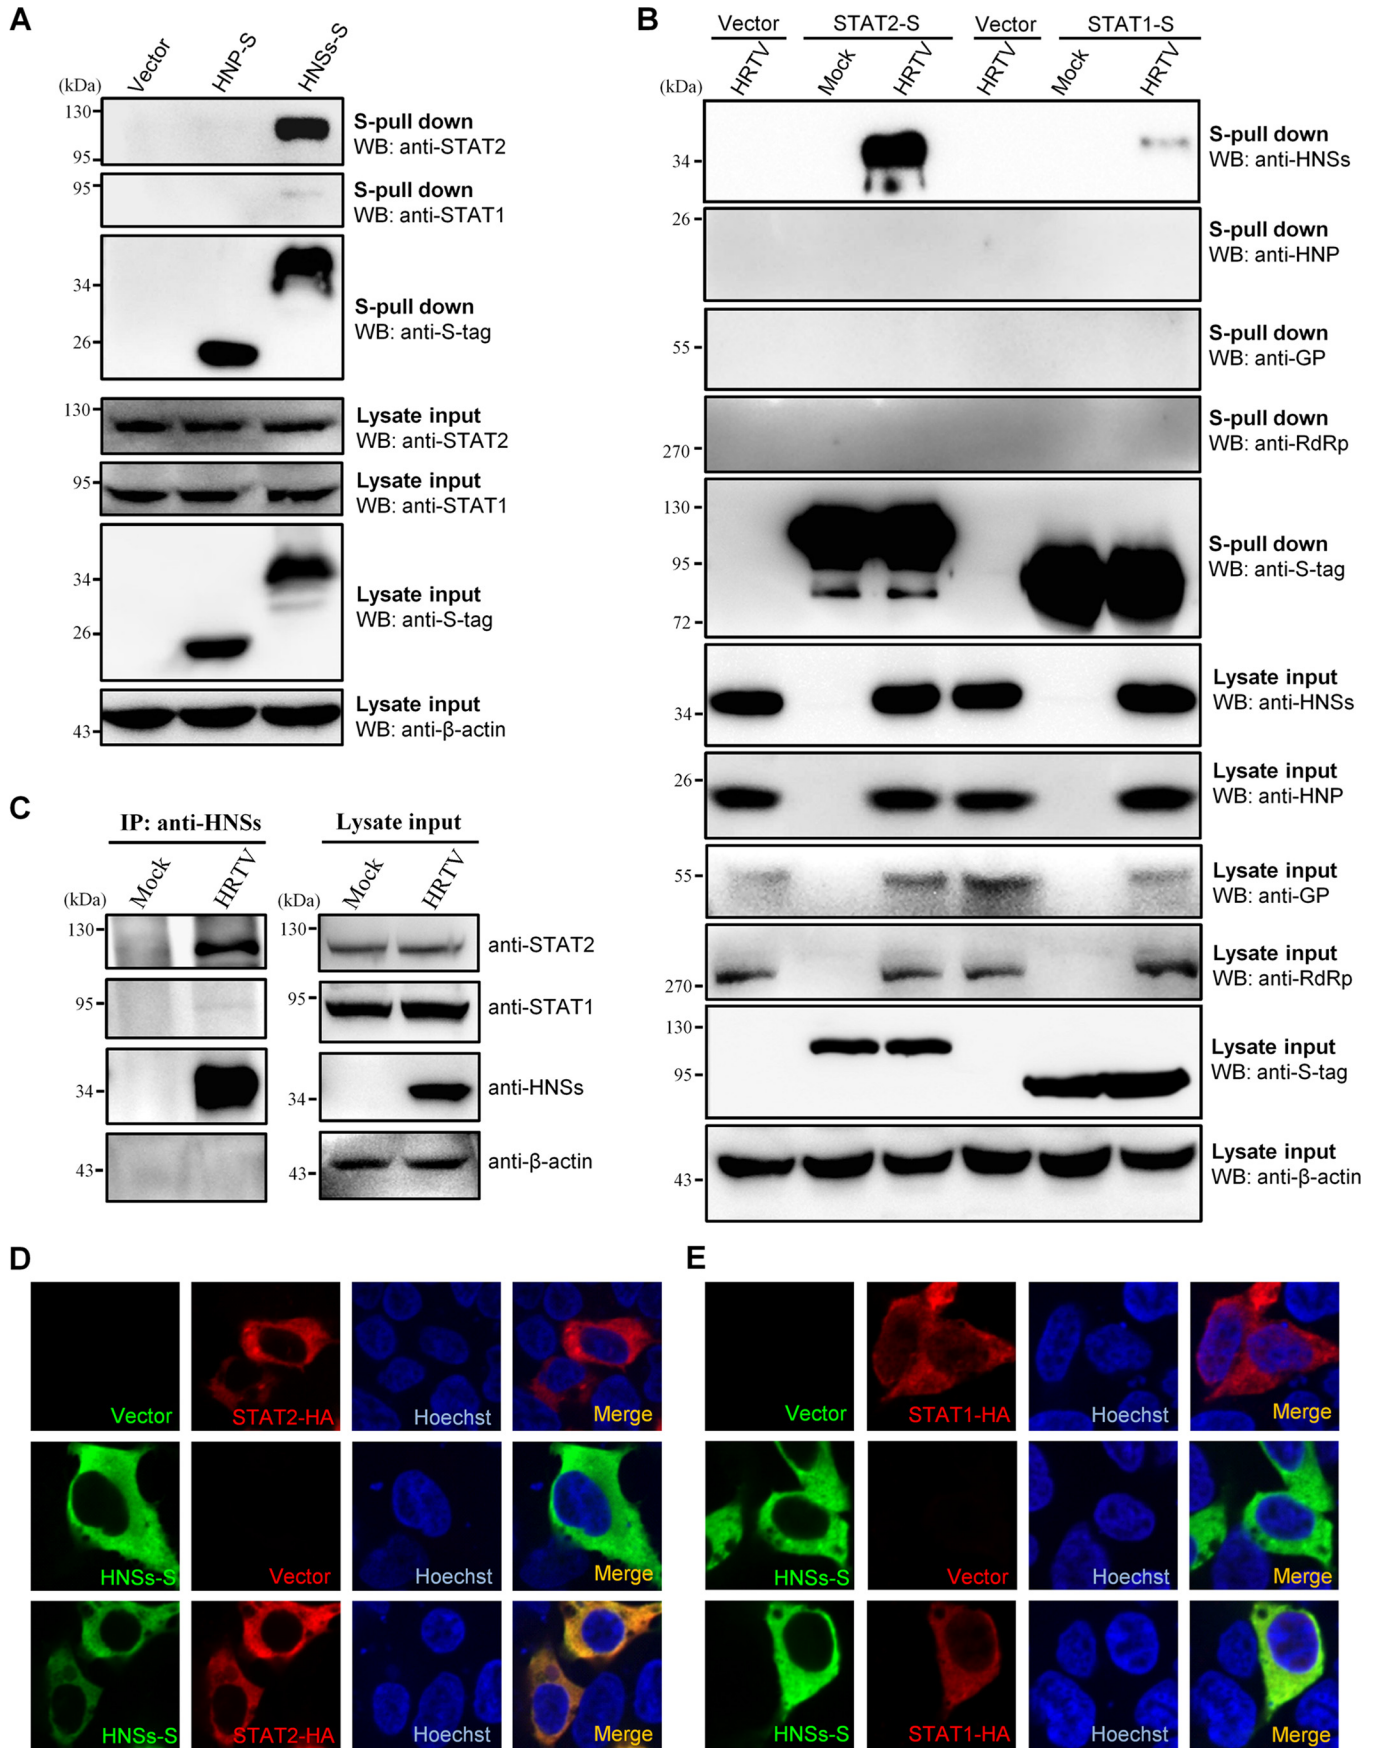 A
Vector
HNP-S
HNSs-S
(kDa)
130
95
S-pull down
WB: anti-STAT2
95
S-pull down
WB: anti-STAT1
34
26
S-pull down
WB: anti-S-tag
130
Lysate input
WB: anti-STAT2
95
Lysate input
WB: anti-STAT1
34
26
Lysate input
WB: anti-S-tag
43
Lysate input
WB: anti-β-actin
B
Vector STAT2-S Vector STAT1-S
HRTV Mock HRTV HRTV Mock HRTV
(kDa)
34
S-pull down
WB: anti-HNSs
26
S-pull down
WB: anti-HNP
55
S-pull down
WB: anti-GP
270
S-pull down
WB: anti-RdRp
130
95
72
S-pull down
WB: anti-S-tag
34
Lysate input
WB: anti-HNSs
26
Lysate input
WB: anti-HNP
55
Lysate input
WB: anti-GP
270
Lysate input
WB: anti-RdRp
130
95
Lysate input
WB: anti-S-tag
43
Lysate input
WB: anti-β-actin
C
IP: anti-HNSs Lysate input
Mock HRTV Mock HRTV
(kDa) (kDa)
130 130 anti-STAT2
95 95 anti-STAT1
34 34 anti-HNSs
43 43 anti-β-actin
D
Vector STAT2-HA Hoechst Merge
HNSs-S Vector Hoechst Merge
HNSs-S STAT2-HA Hoechst Merge
E
Vector STAT1-HA Hoechst Merge
HNSs-S Vector Hoechst Merge
HNSs-S STAT1-HA Hoechst Merge